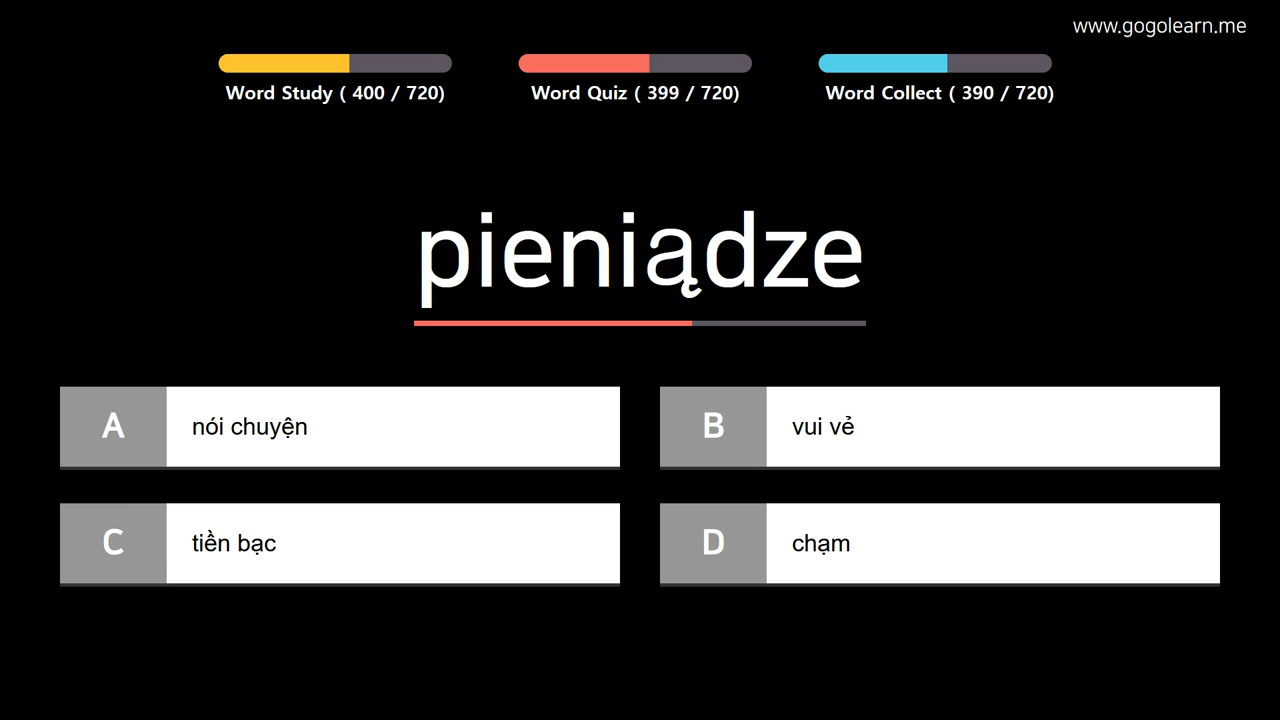 www.gogolearn.me
Word Study ( 400 / 720)
Word Quiz ( 399 / 720)
Word Collect ( 390 / 720)
pieniądze
A nói chuyện
B vui vẻ
C tiền bạc
D chạm